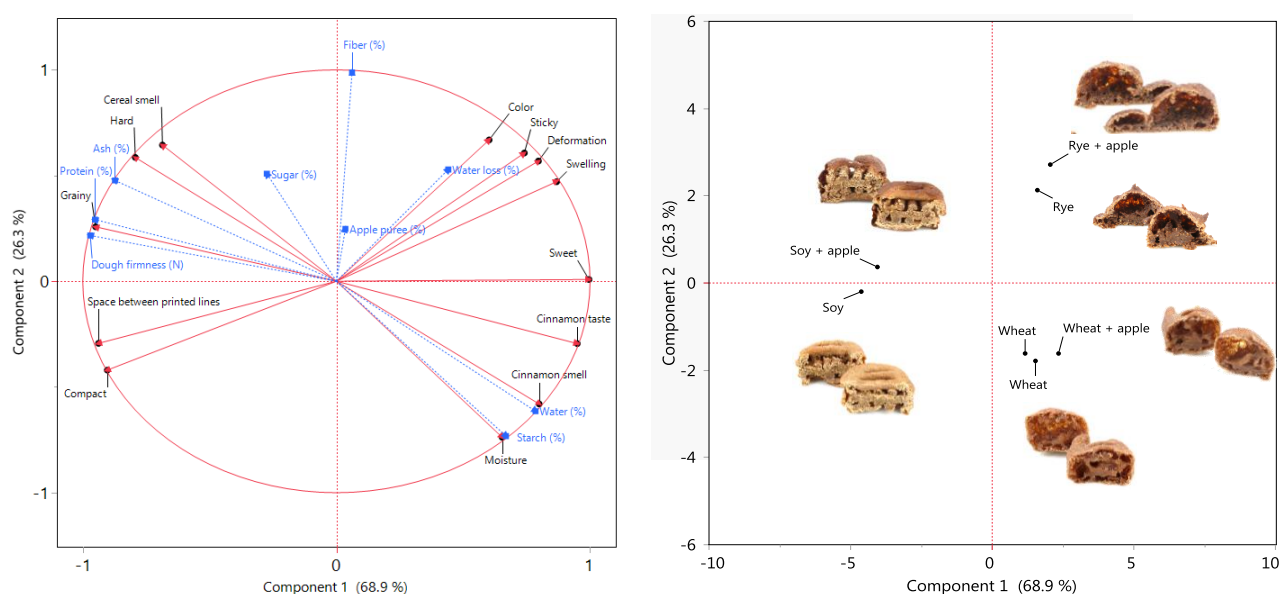 Fiber (%)
1
Cereal smell
Color
Hard
Sticky
Deformation
Ash (%)
Swelling
Protein (%)
Sugar (%)
Water loss (%)
Grainy
Apple puree (%)
Sweet
Dough firmness (N)
0
Space between printed lines
Cinnamon taste
Cinnamon smell
Compact
Water (%)
Starch (%)
Moisture
-1
Component 2 (26.3 %)
-1
0
1
Component 1 (68.9 %)
6
4
Rye + apple
2
Rye
Soy + apple
0
Soy
Wheat
Wheat + apple
-2
Wheat
-4
-6
Component 2 (26.3 %)
-10
-5
0
5
10
Component 1 (68.9 %)